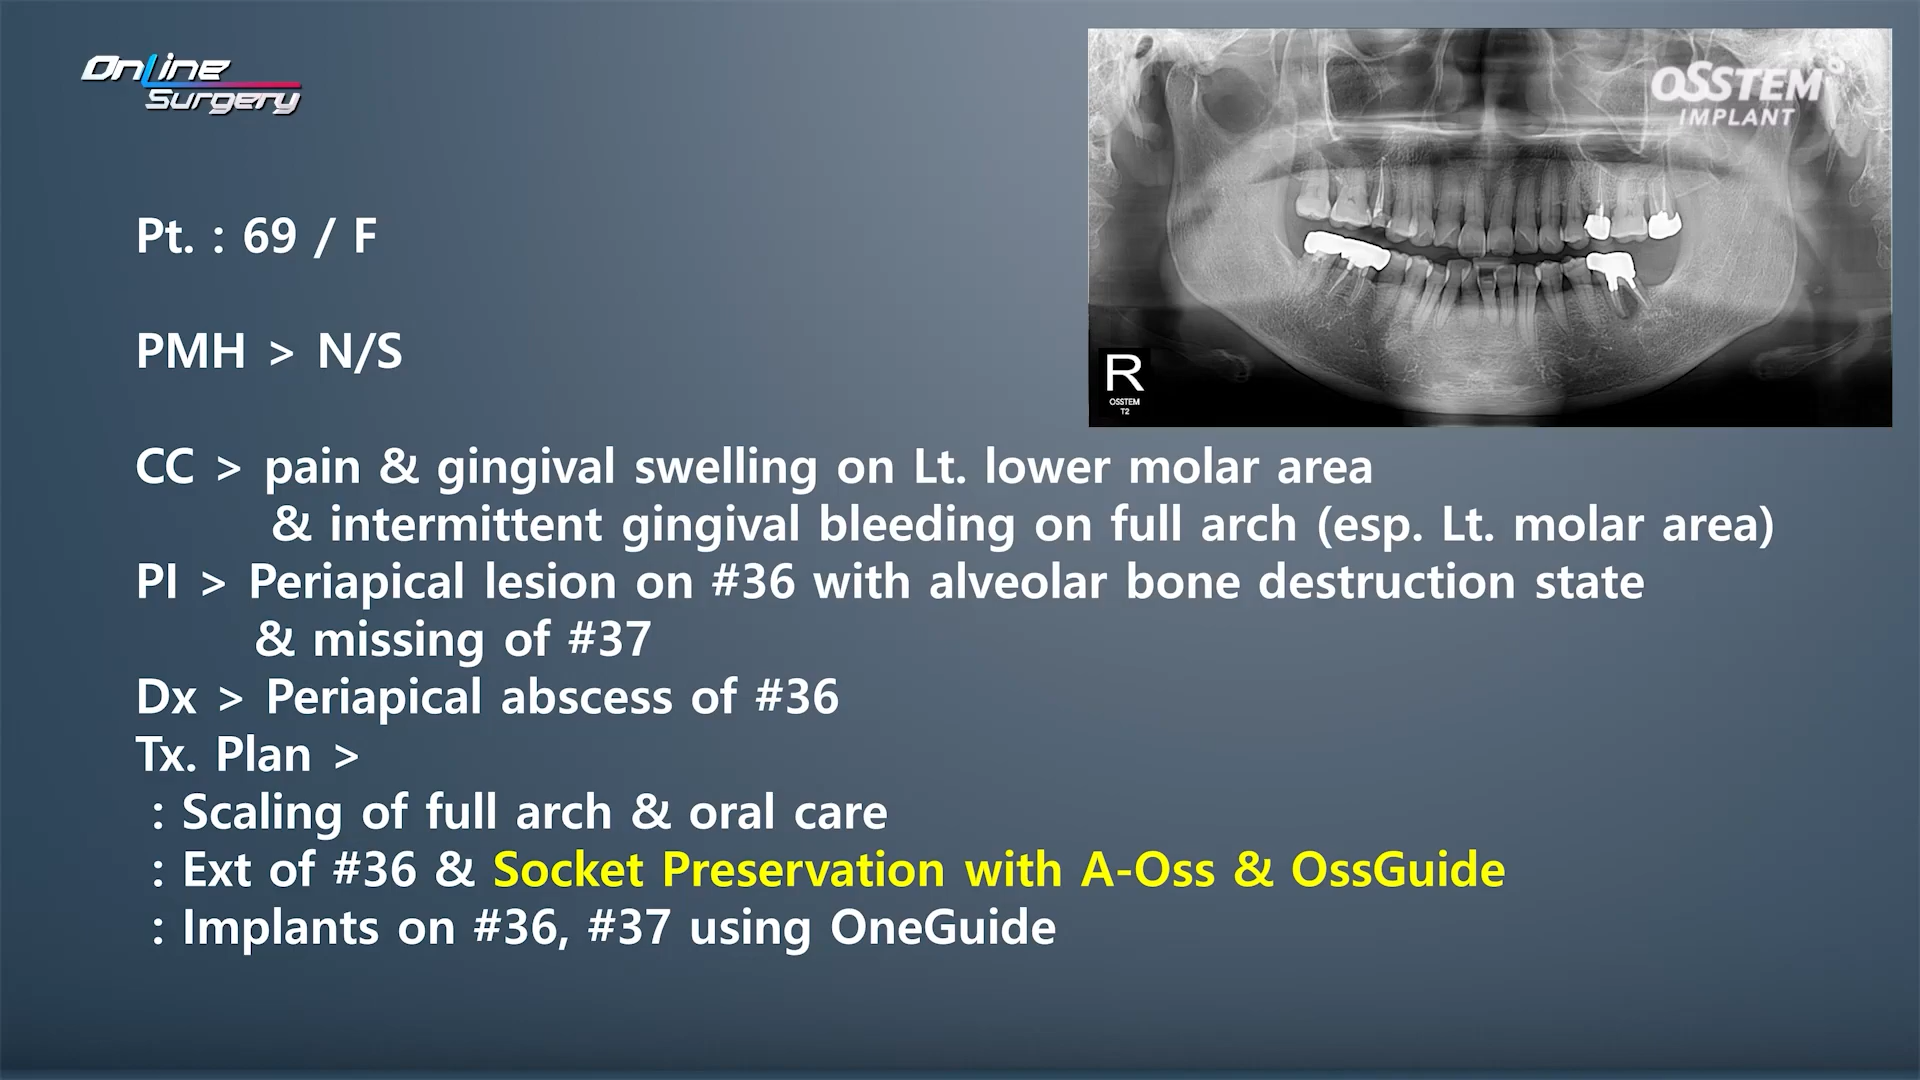 OnLine
Surgery
OSSTEM
IMPLANT
R
OSSTEM
T2
Pt. : 69 / F
PMH > N/S
CC > pain & gingival swelling on Lt. lower molar area
& intermittent gingival bleeding on full arch (esp. Lt. molar area)
PI > Periapical lesion on #36 with alveolar bone destruction state
& missing of #37
Dx > Periapical abscess of #36
Tx. Plan >
: Scaling of full arch & oral care
: Ext of #36 & Socket Preservation with A-Oss & OssGuide
: Implants on #36, #37 using OneGuide